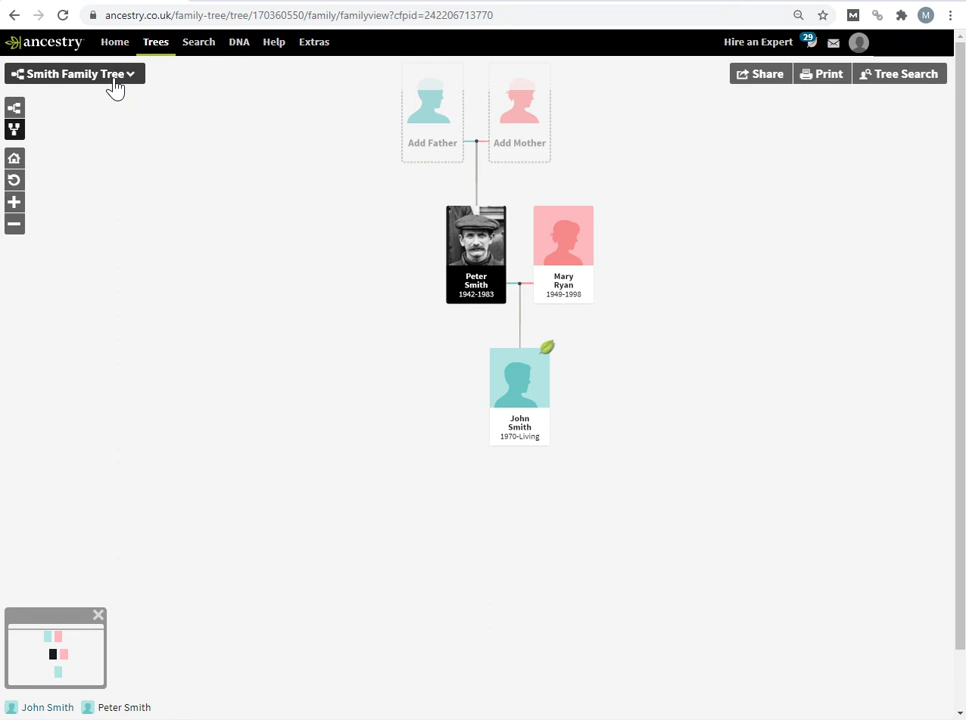 ancestry.co.uk/family-tree/tree/170360550/family/familyview?cfpid=242206713770
M
M
ancestry
Home
Trees
Search
DNA
Help
Extras
Hire an Expert
29
Smith Family Tree
Share
Print
Tree Search
Add Father
Add Mother
Peter
Smith
1942-1983
Mary
Ryan
1949-1998
John
Smith
1970-Living
John Smith
Peter Smith